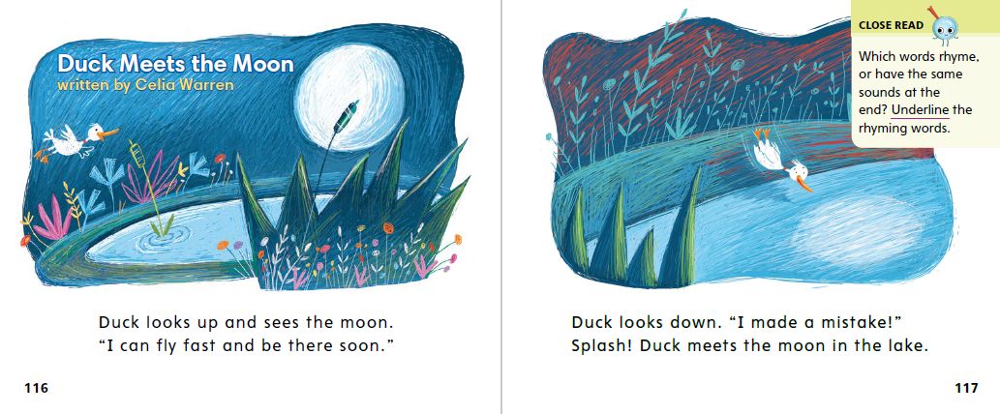 Duck Meets the Moon
written by Celia Warren
Duck looks up and sees the moon.
“I can fly fast and be there soon.”
116
CLOSE READ
Which words rhyme,
or have the same
sounds at the
end? Underline the
rhyming words.
Duck looks down. “I made a mistake!”
Splash! Duck meets the moon in the lake.
117